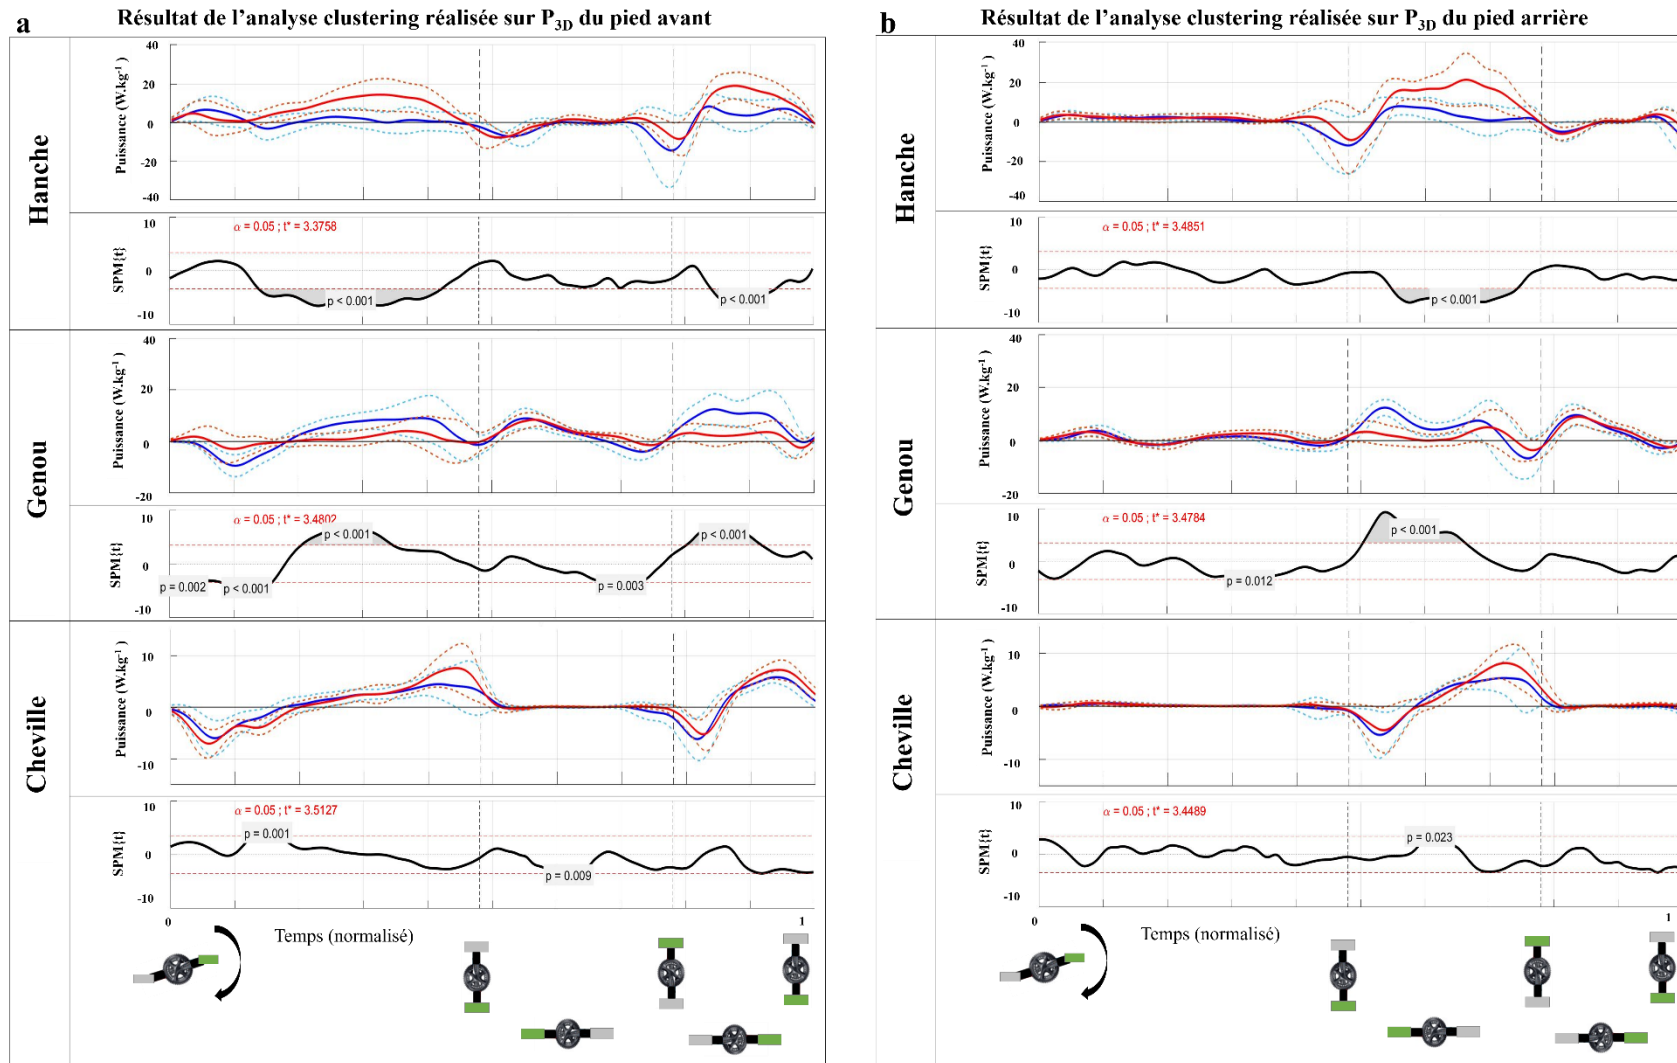 a
Résultat de l’analyse clustering réalisée sur P3D du pied avant
Hanche
Puissance (W.kg-1 )
40
20
0
-20
-40
SPM{t}
10
0
-10
α = 0.05 ; t* = 3.3758
p < 0.001
p < 0.001
Genou
Puissance (W.kg-1 )
40
20
0
-20
SPM{t}
10
0
-10
α = 0.05 ; t* = 3.4802
p = 0.002
p < 0.001
p < 0.001
p = 0.003
p < 0.001
Cheville
Puissance (W.kg-1 )
10
0
-10
SPM{t}
10
0
-10
α = 0.05 ; t* = 3.5127
p = 0.001
p = 0.009
0
1
Temps (normalisé)
b
Résultat de l’analyse clustering réalisée sur P3D du pied arrière
Hanche
Puissance (W.kg-1 )
40
20
0
-20
-40
SPM{t}
10
0
-10
α = 0.05 ; t* = 3.4851
p < 0.001
Genou
Puissance (W.kg-1 )
40
20
0
-20
SPM{t}
10
0
-10
α = 0.05 ; t* = 3.4784
p = 0.012
p < 0.001
Cheville
Puissance (W.kg-1 )
10
0
-10
SPM{t}
10
0
-10
α = 0.05 ; t* = 3.4489
p = 0.023
0
1
Temps (normalisé)